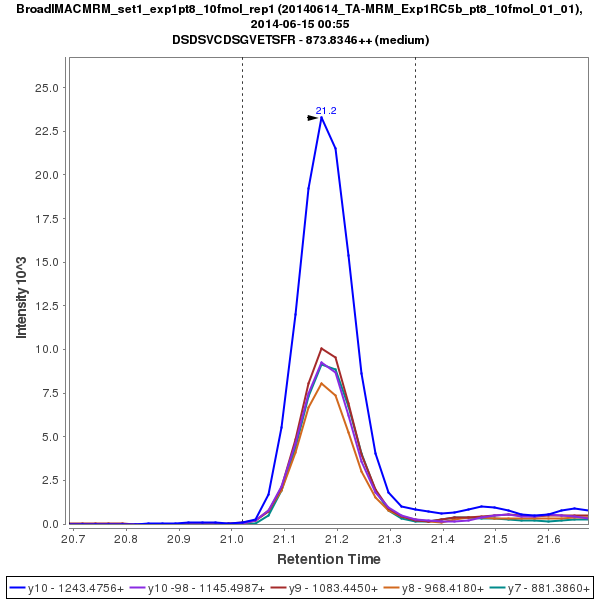 BroadIMACMRM_set1_exp1pt8_10fmol_rep1 (20140614_TA-MRM_Exp1RC5b_pt8_10fmol_01_01),
2014-06-15 00:55
DSDSVCDSGVETSFR - 873.8346++ (medium)
21.2
25.0
22.5
20.0
17.5
15.0
12.5
10.0
7.5
5.0
2.5
0.0
Intensity 10^3
20.7 20.8 20.9 21.0 21.1 21.2 21.3 21.4 21.5 21.6
Retention Time
y10 - 1243.4756+ y10 -98 - 1145.4987+ y9 - 1083.4450+ y8 - 968.4180+ y7 - 881.3860+